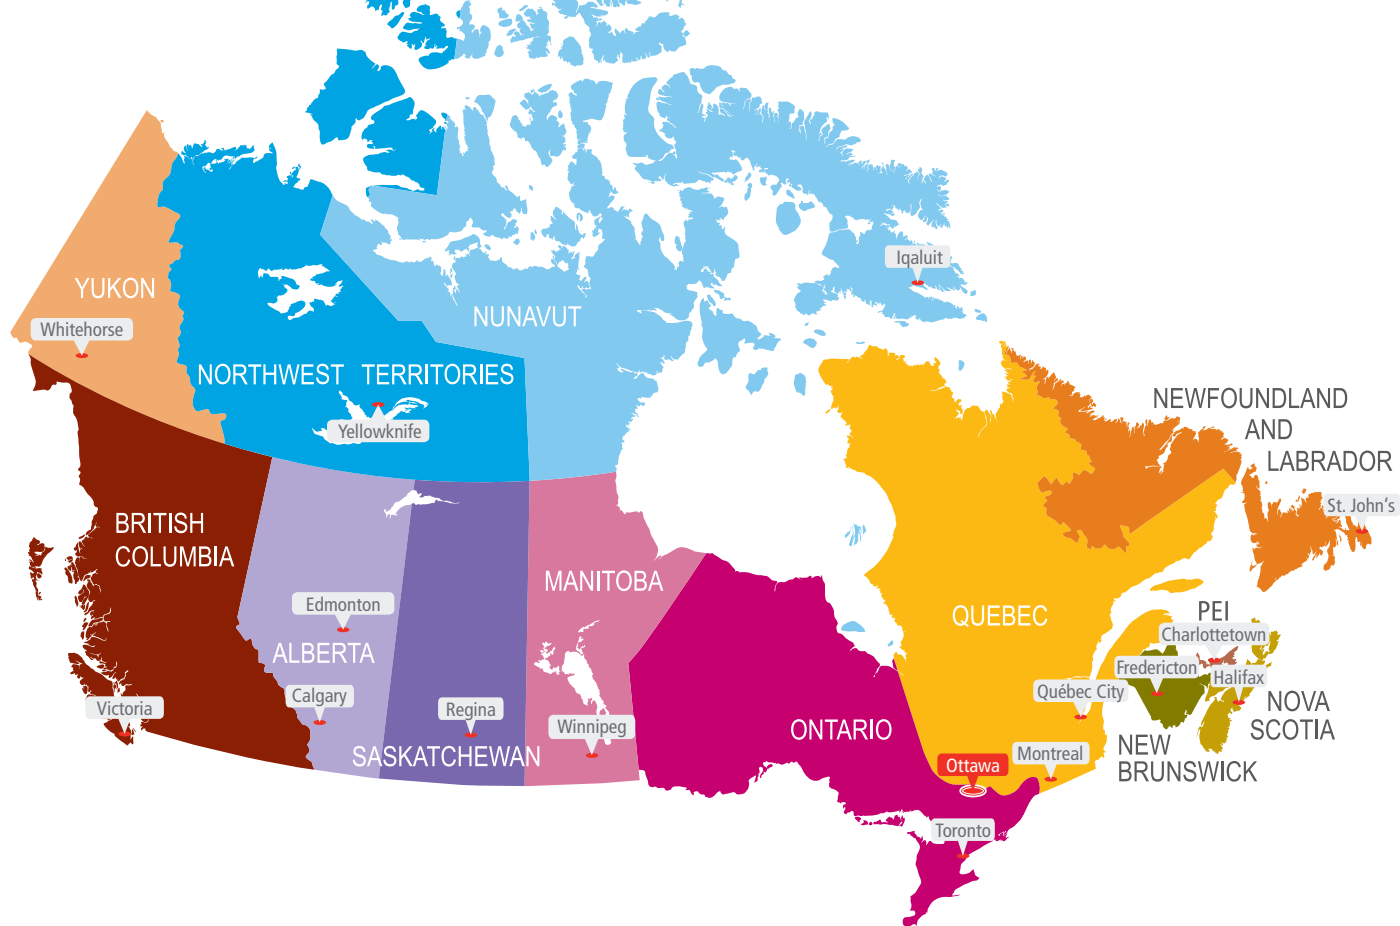 Iqaluit
YUKON
NUNAVUT
Whitehorse
NORTHWEST TERRITORIES
Yellowknife
NEWFOUNDLAND
AND
LABRADOR
St. John's
BRITISH
COLUMBIA
MANITOBA
Edmonton
QUEBEC
PEI
Charlottetown
ALBERTA
Fredericton
Halifax
Calgary
Québec City
Victoria
Regina
NOVA
SCOTIA
Winnipeg
ONTARIO
SASKATCHEWAN
NEW
BRUNSWICK
Montreal
Ottawa
Toronto